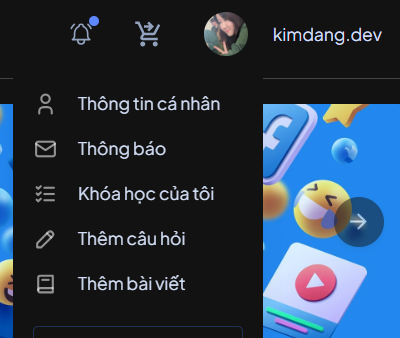 kimdang.dev
Thông tin cá nhân
Thông báo
Khóa học của tôi
Thêm câu hỏi
Thêm bài viết